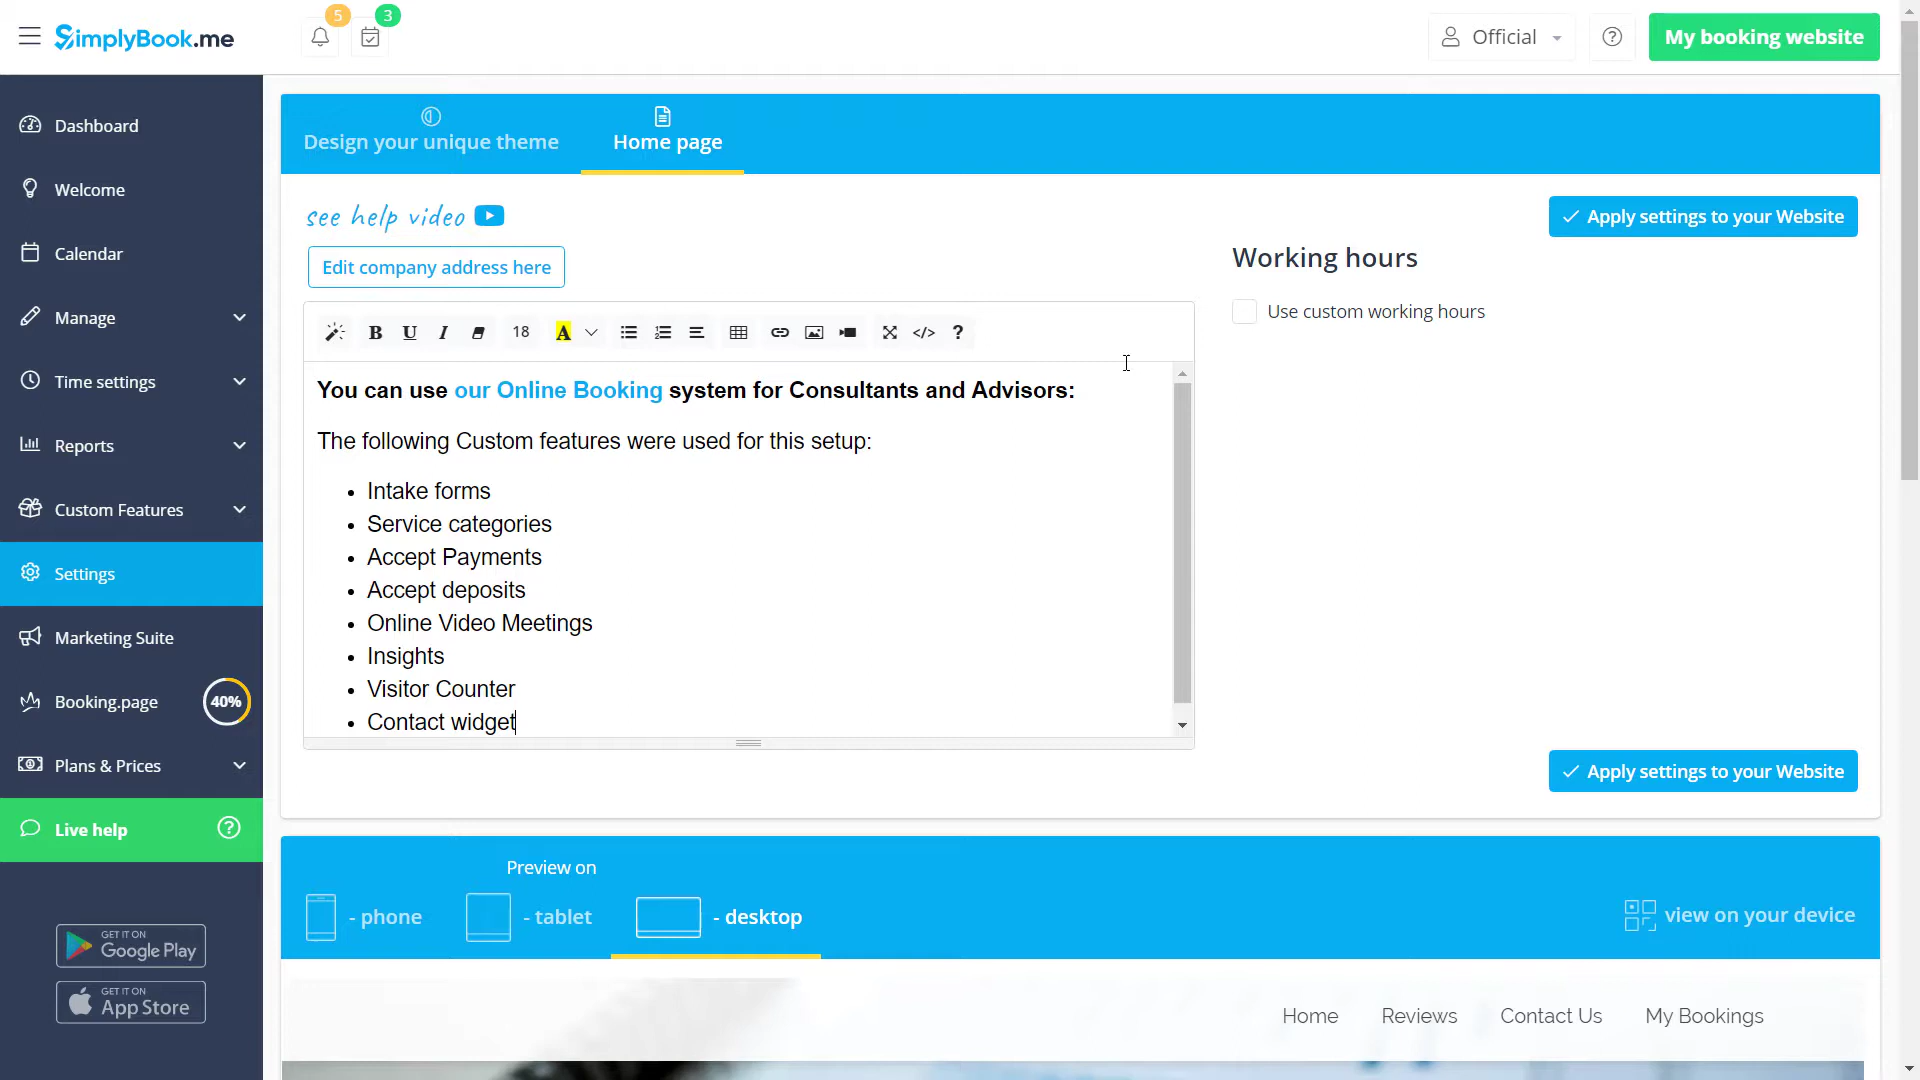 SimplyBook.me
5
3
Official
My booking website
Dashboard
Welcome
Calendar
Manage
Time settings
Reports
Custom Features
Settings
Marketing Suite
Booking.page
40%
Plans & Prices
Live help
GET IT ON
Google Play
GET IT ON
App Store
Design your unique theme
Home page
see help video
Apply settings to your Website
Edit company address here
Working hours
Use custom working hours
B U I 18 A </> ?
You can use our Online Booking system for Consultants and Advisors:
The following Custom features were used for this setup:
• Intake forms
• Service categories
• Accept Payments
• Accept deposits
• Online Video Meetings
• Insights
• Visitor Counter
• Contact widget
Apply settings to your Website
Preview on
- phone
- tablet
- desktop
view on your device
Home
Reviews
Contact Us
My Bookings